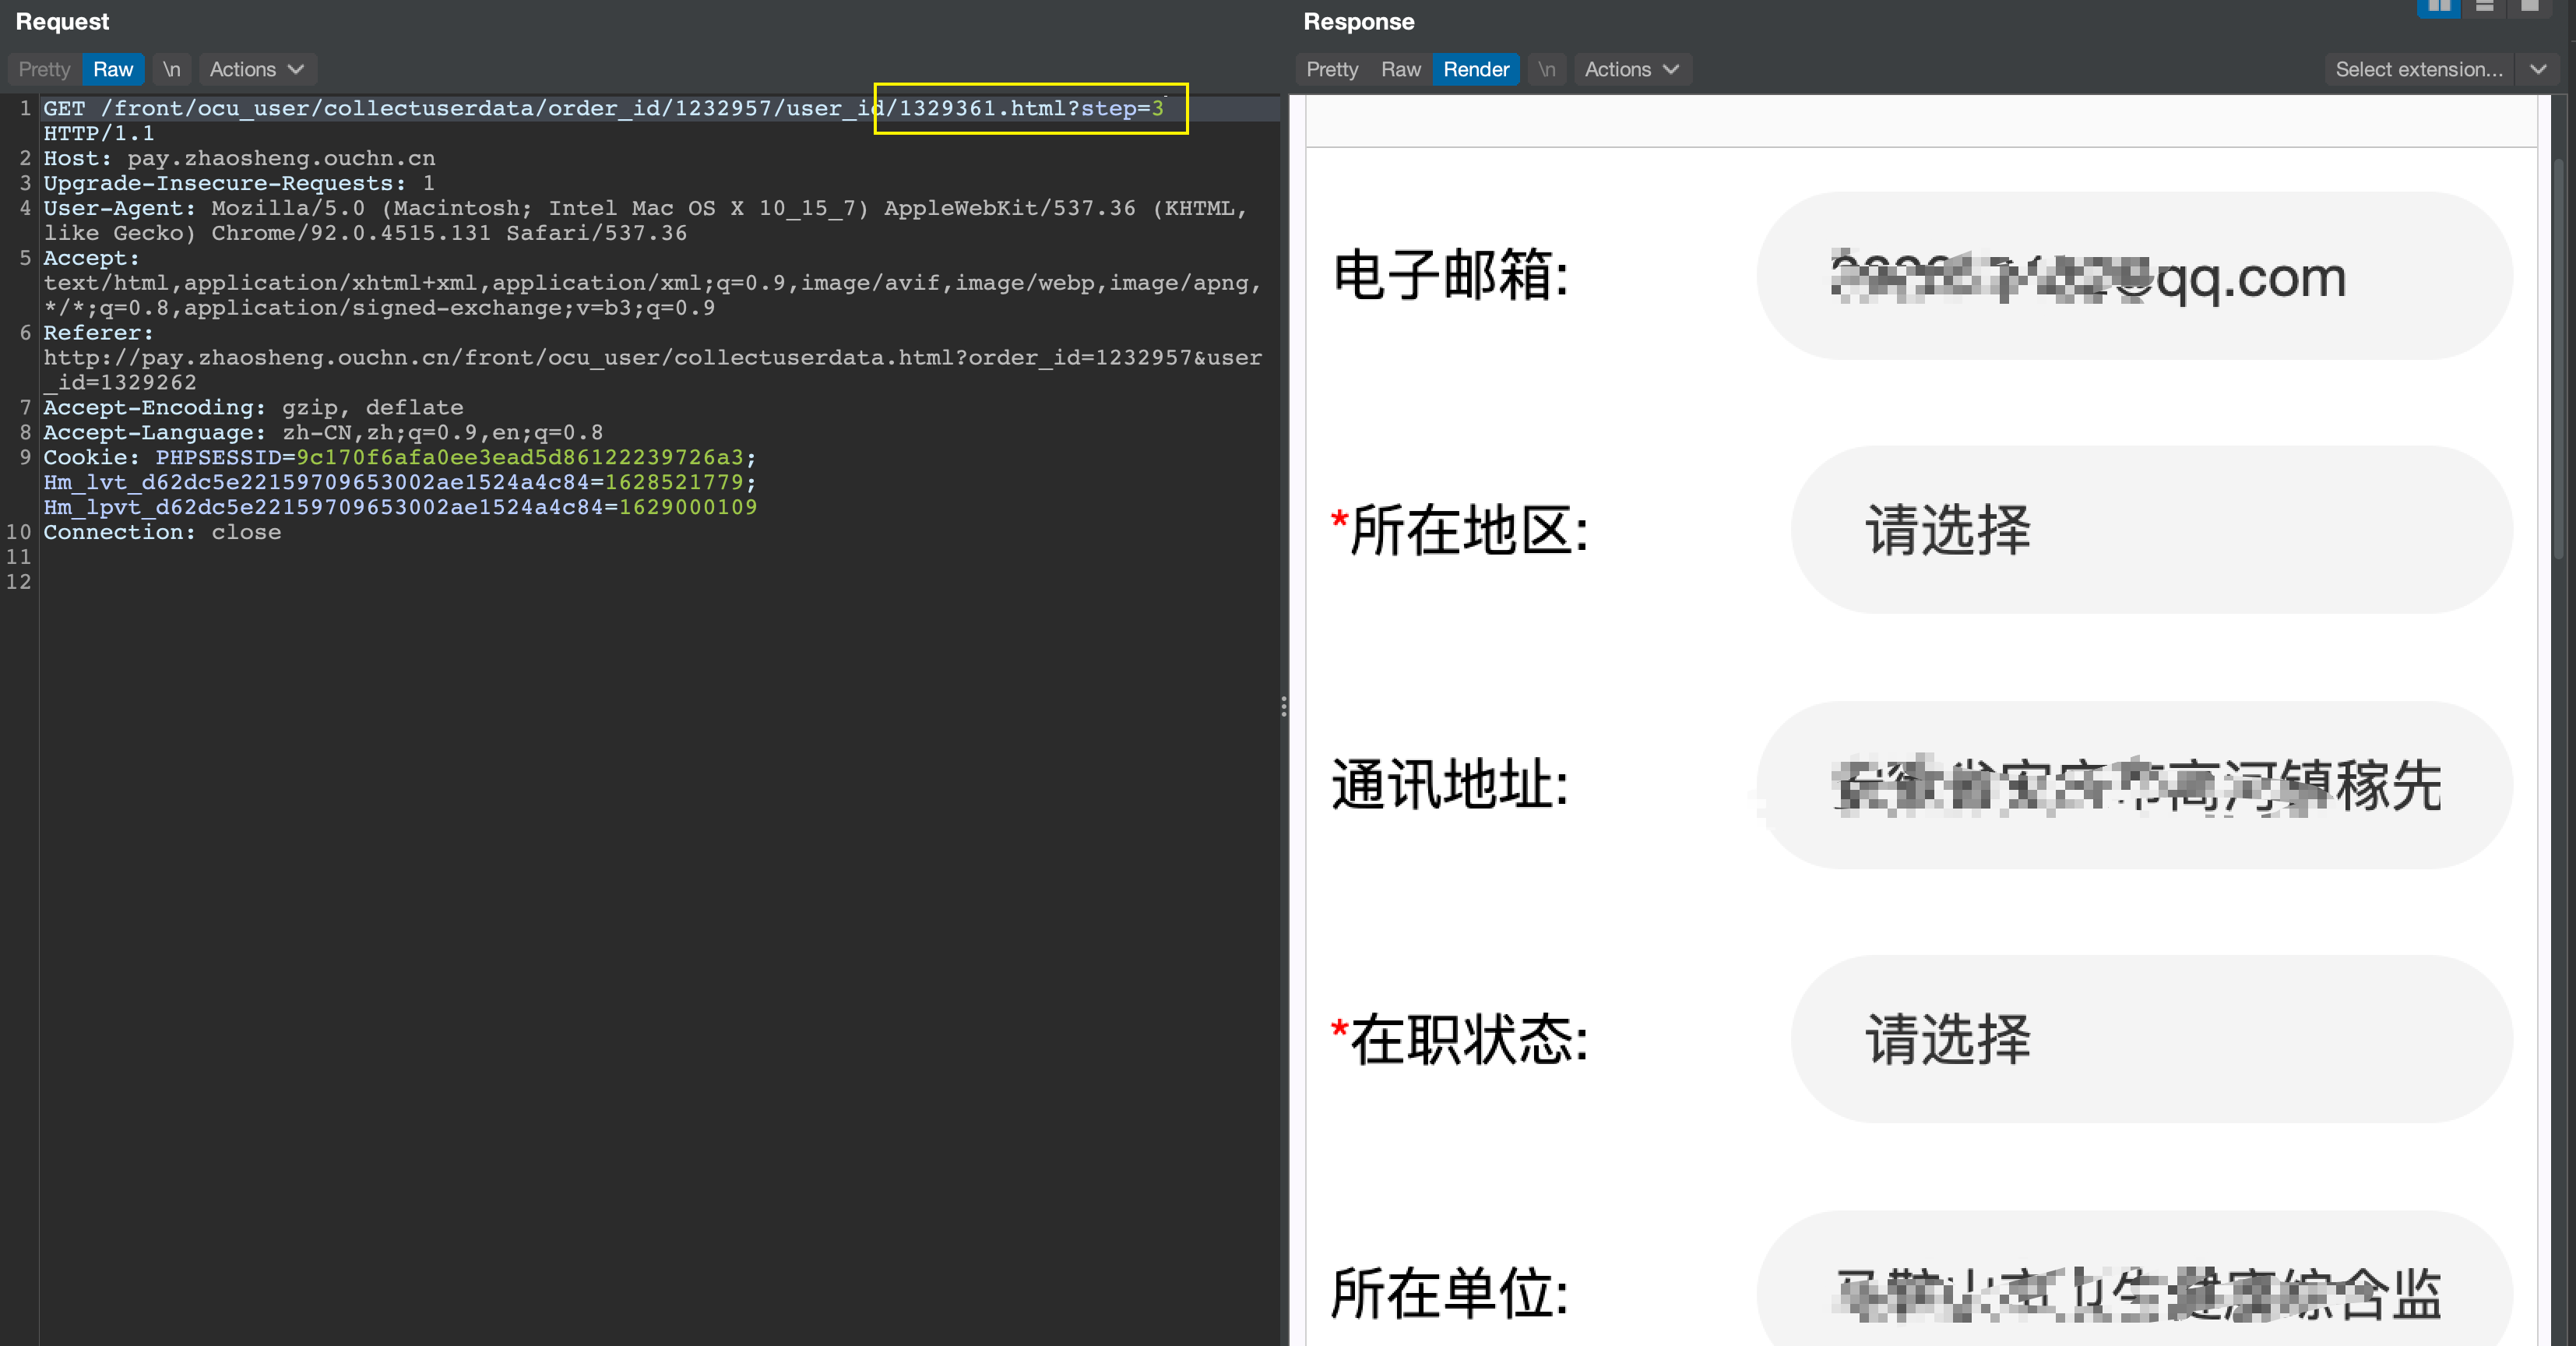 Request
Pretty Raw \n Actions
1 GET /front/ocu_user/collectuserdata/order_id/1232957/user_id/1329361.html?step=3
HTTP/1.1
2 Host: pay.zhaosheng.ouchn.cn
3 Upgrade-Insecure-Requests: 1
4 User-Agent: Mozilla/5.0 (Macintosh; Intel Mac OS X 10_15_7) AppleWebKit/537.36 (KHTML,
like Gecko) Chrome/92.0.4515.131 Safari/537.36
5 Accept:
text/html,application/xhtml+xml,application/xml;q=0.9,image/avif,image/webp,image/apng,
*/*;q=0.8,application/signed-exchange;v=b3;q=0.9
6 Referer:
http://pay.zhaosheng.ouchn.cn/front/ocu_user/collectuserdata.html?order_id=1232957&user
_id=1329262
7 Accept-Encoding: gzip, deflate
8 Accept-Language: zh-CN,zh;q=0.9,en;q=0.8
9 Cookie: PHPSESSID=9c170f6afa0ee3ead5d86122239726a3;
Hm_lvt_d62dc5e22159709653002ae1524a4c84=1628521779;
Hm_lpvt_d62dc5e22159709653002ae1524a4c84=1629000109
10 Connection: close
11
12
Response
Pretty Raw Render \n Actions Select extension...
电子邮箱: @qq.com
*所在地区: 请选择
通讯地址: 镇稼先
*在职状态: 请选择
所在单位: 综合监